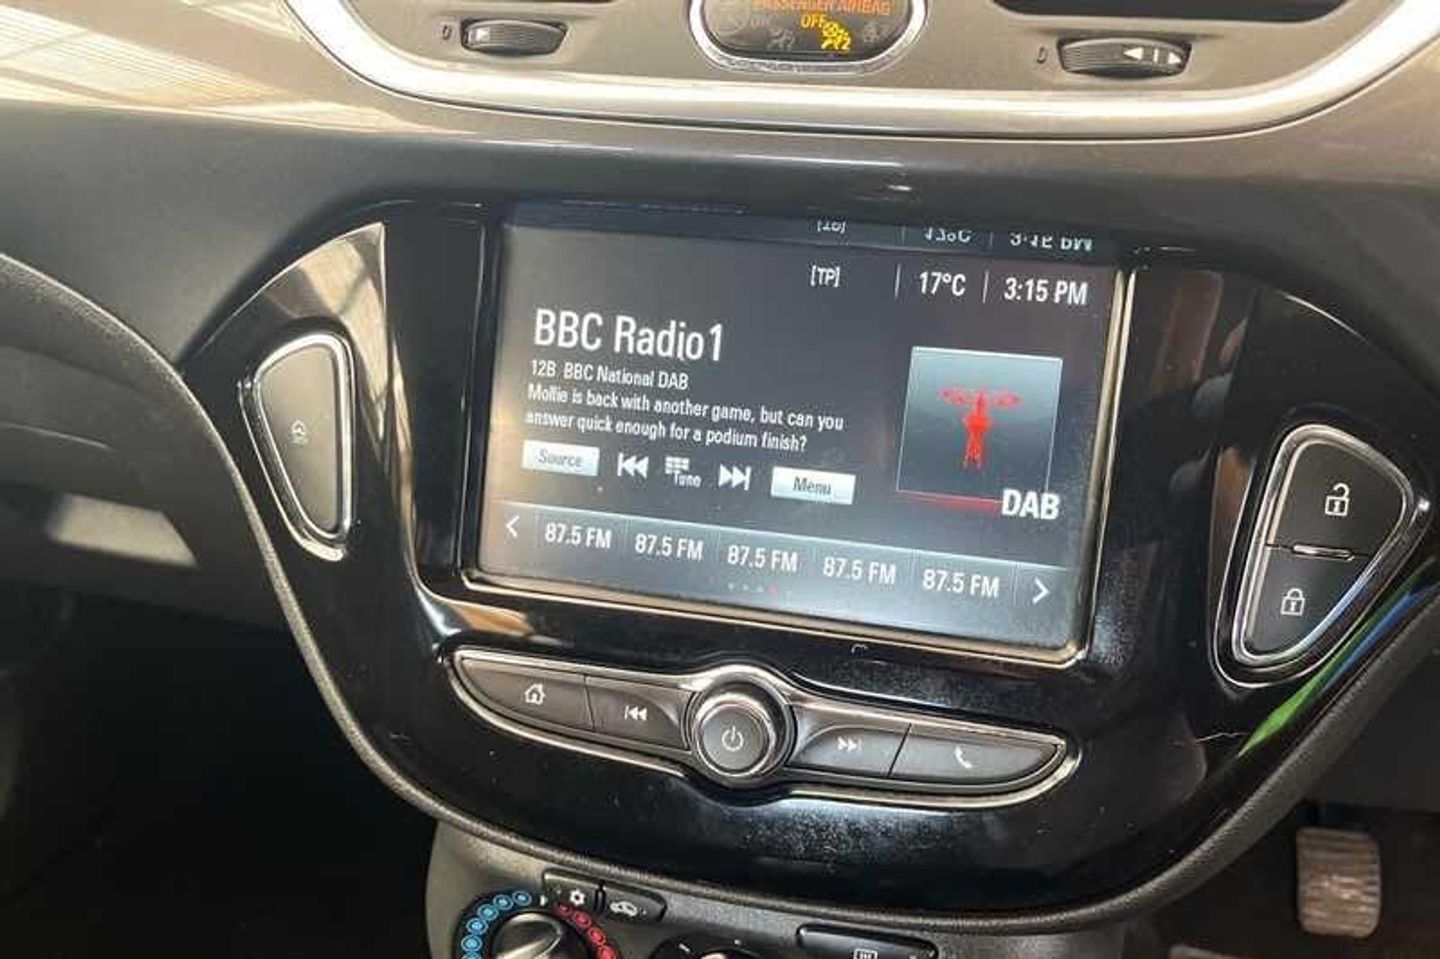 PASSENGER AIRBAG
OFF
2
[TP] 17°C 3:15 PM
BBC Radio1
12B BBC National DAB
Mollie is back with another game, but can you
answer quick enough for a podium finish?
Source Tune Menu
DAB
87.5 FM 87.5 FM 87.5 FM 87.5 FM 87.5 FM